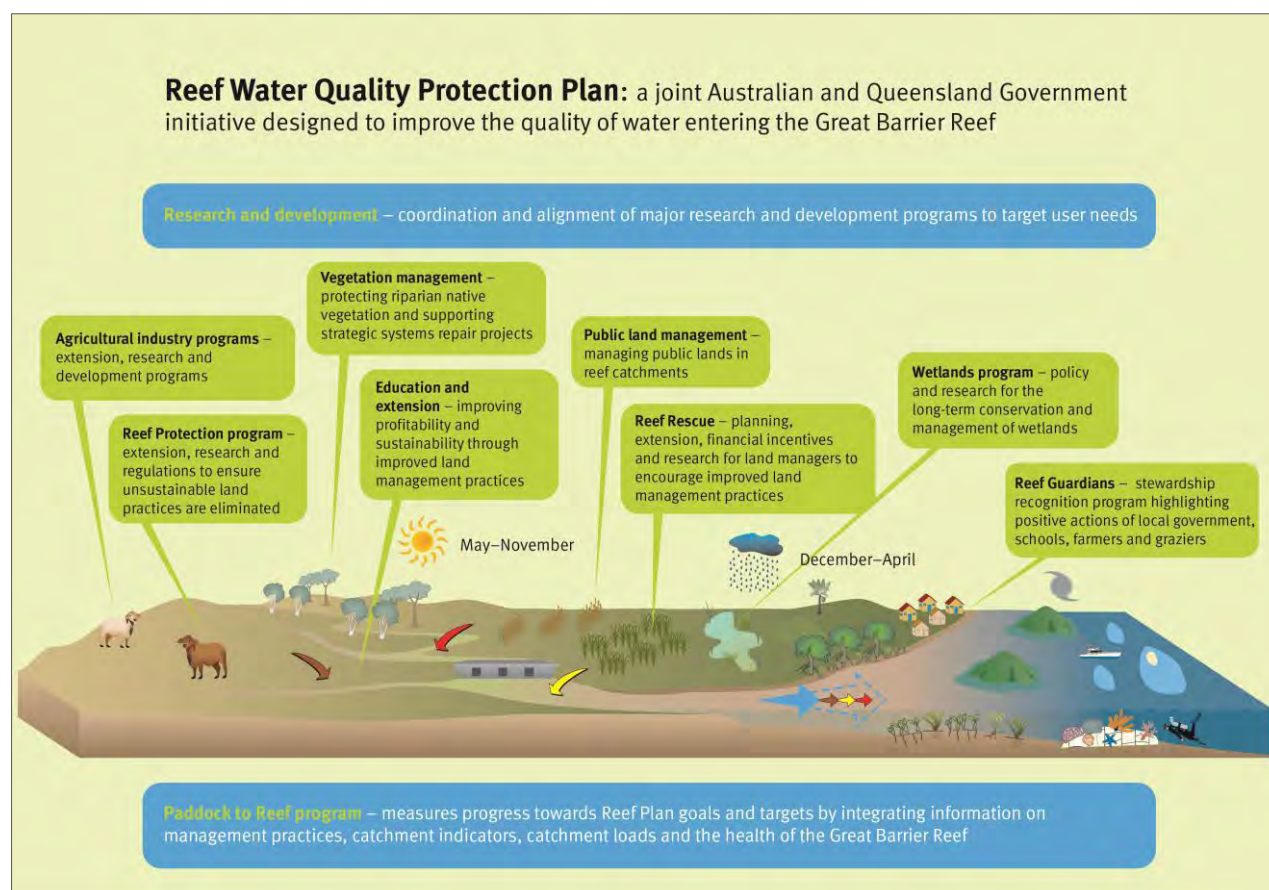 Reef Water Quality Protection Plan: a joint Australian and Queensland Government
initiative designed to improve the quality of water entering the Great Barrier Reef
Research and development – coordination and alignment of major research and development programs to target user needs
Vegetation management –
protecting riparian native
vegetation and supporting
strategic systems repair projects
Agricultural industry programs –
extension, research and
development programs
Public land management –
managing public lands in
reef catchments
Wetlands program – policy
and research for the
long-term conservation and
management of wetlands
Education and
extension – improving
profitability and
sustainability through
improved land
management practices
Reef Protection program –
extension, research and
regulations to ensure
unsustainable land
practices are eliminated
Reef Rescue – planning,
extension, financial incentives
and research for land managers to
encourage improved land
management practices
Reef Guardians – stewardship
recognition program highlighting
positive actions of local government,
schools, farmers and graziers
May–November
December–April
Paddock to Reef program – measures progress towards Reef Plan goals and targets by integrating information on
management practices, catchment indicators, catchment loads and the health of the Great Barrier Reef